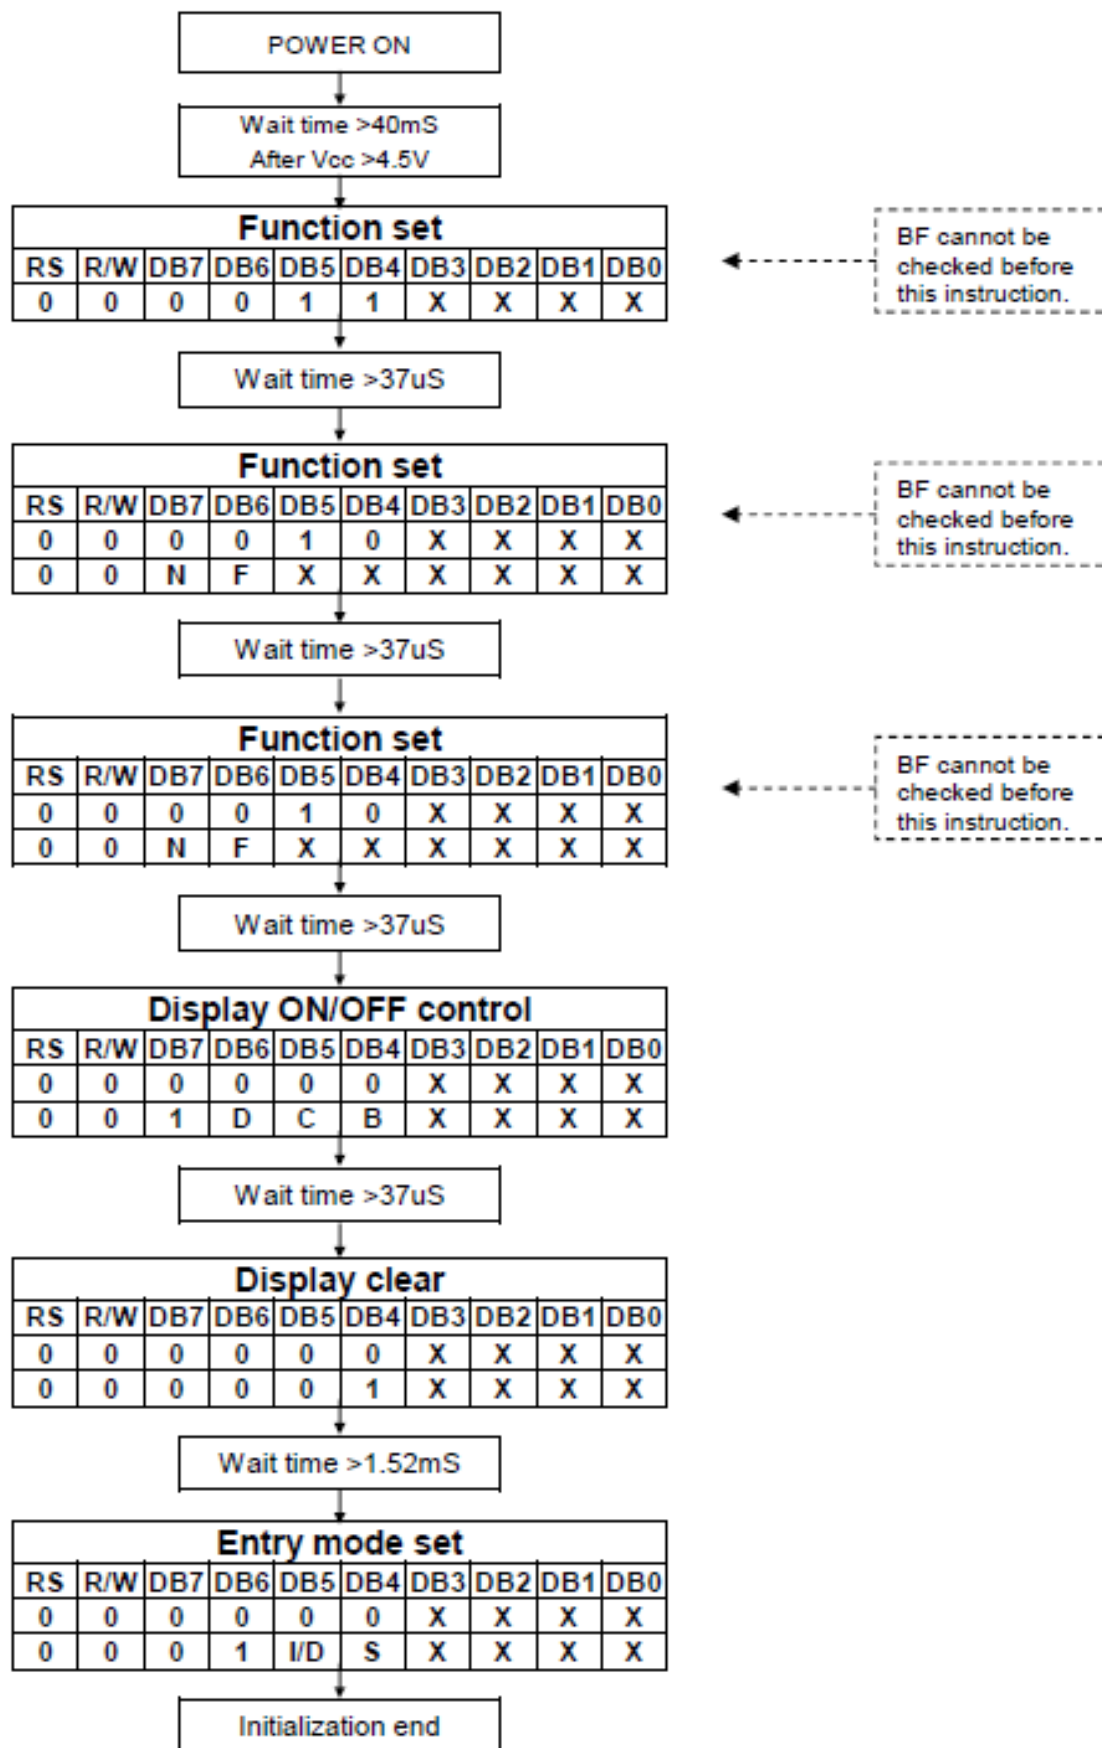 POWER ON
Wait time >40mS
After Vcc >4.5V
Function set
RS R/W DB7 DB6 DB5 DB4 DB3 DB2 DB1 DB0
0 0 0 0 1 1 X X X X
BF cannot be
checked before
this instruction.
Wait time >37uS
Function set
RS R/W DB7 DB6 DB5 DB4 DB3 DB2 DB1 DB0
0 0 0 0 1 0 X X X X
0 0 N F X X X X X X
BF cannot be
checked before
this instruction.
Wait time >37uS
Function set
RS R/W DB7 DB6 DB5 DB4 DB3 DB2 DB1 DB0
0 0 0 0 1 0 X X X X
0 0 N F X X X X X X
BF cannot be
checked before
this instruction.
Wait time >37uS
Display ON/OFF control
RS R/W DB7 DB6 DB5 DB4 DB3 DB2 DB1 DB0
0 0 0 0 0 0 X X X X
0 0 1 D C B X X X X
Wait time >37uS
Display clear
RS R/W DB7 DB6 DB5 DB4 DB3 DB2 DB1 DB0
0 0 0 0 0 0 X X X X
0 0 0 0 0 1 X X X X
Wait time >1.52mS
Entry mode set
RS R/W DB7 DB6 DB5 DB4 DB3 DB2 DB1 DB0
0 0 0 0 0 0 X X X X
0 0 0 1 I/D S X X X X
Initialization end